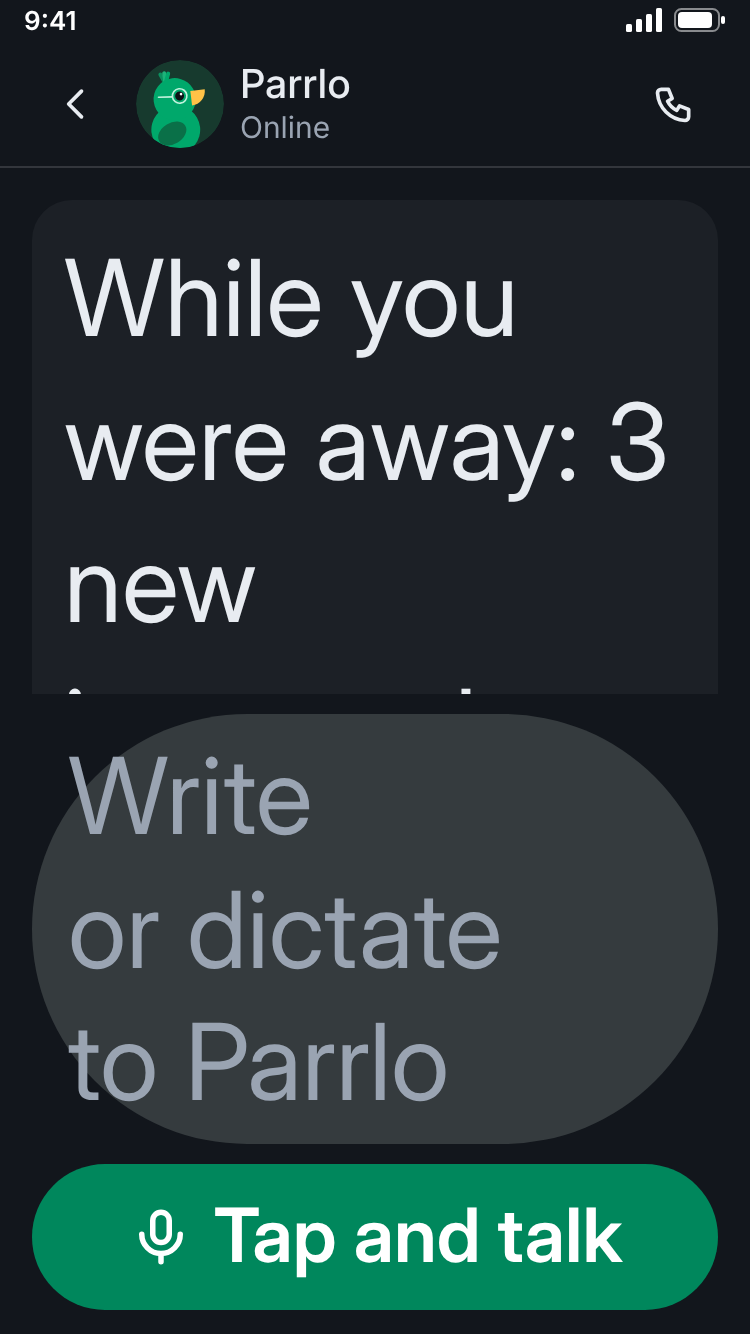 9:41
Parrlo
Online
While you
were away: 3
new
Write
or dictate
to Parrlo
Tap and talk